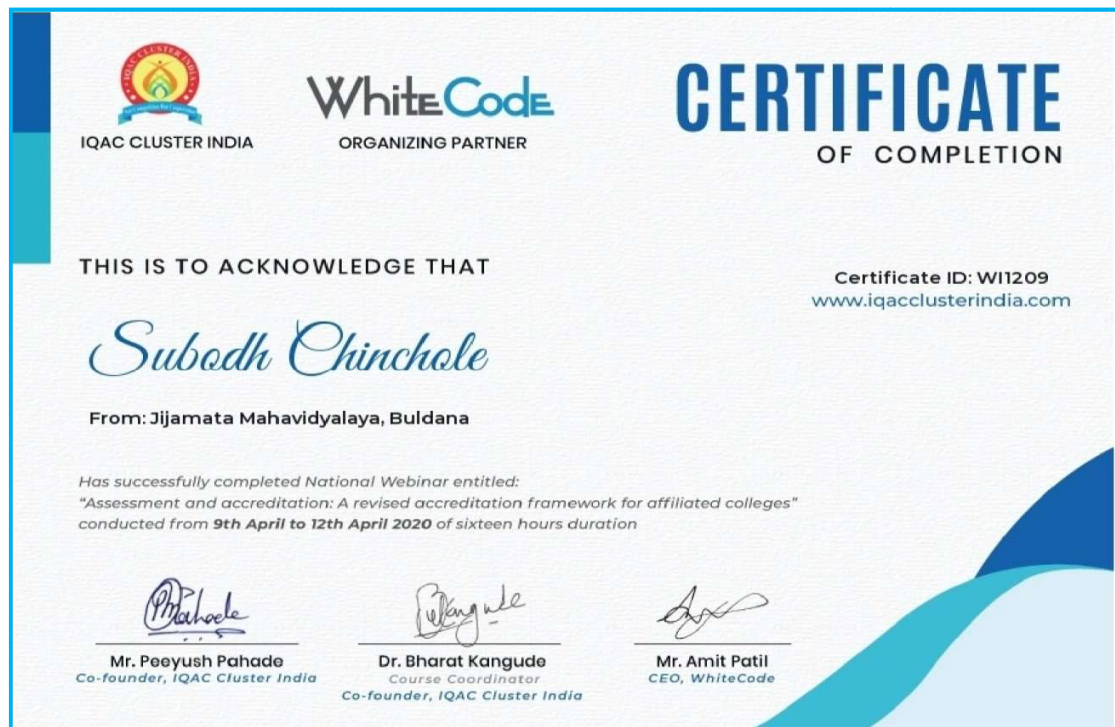 IQAC CLUSTER INDIA
IQAC CLUSTER INDIA
WhiteCode
ORGANIZING PARTNER
CERTIFICATE
OF COMPLETION
THIS IS TO ACKNOWLEDGE THAT
Certificate ID: WI1209
www.iqacclusterindia.com
Subodh Chinchole
From: Jijamata Mahavidyalaya, Buldana
Has successfully completed National Webinar entitled:
“Assessment and accreditation: A revised accreditation framework for affiliated colleges”
conducted from 9th April to 12th April 2020 of sixteen hours duration
Mr. Peeyush Pahade
Co-founder, IQAC Cluster India
Dr. Bharat Kangude
Course Coordinator
Co-founder, IQAC Cluster India
Mr. Amit Patil
CEO, WhiteCode